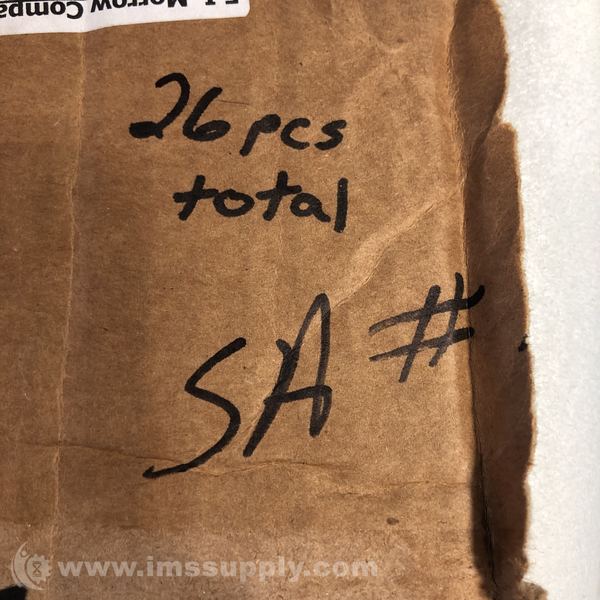 E.J. Morrow Compa
26 pcs
total
SA #
www.imssupply.com